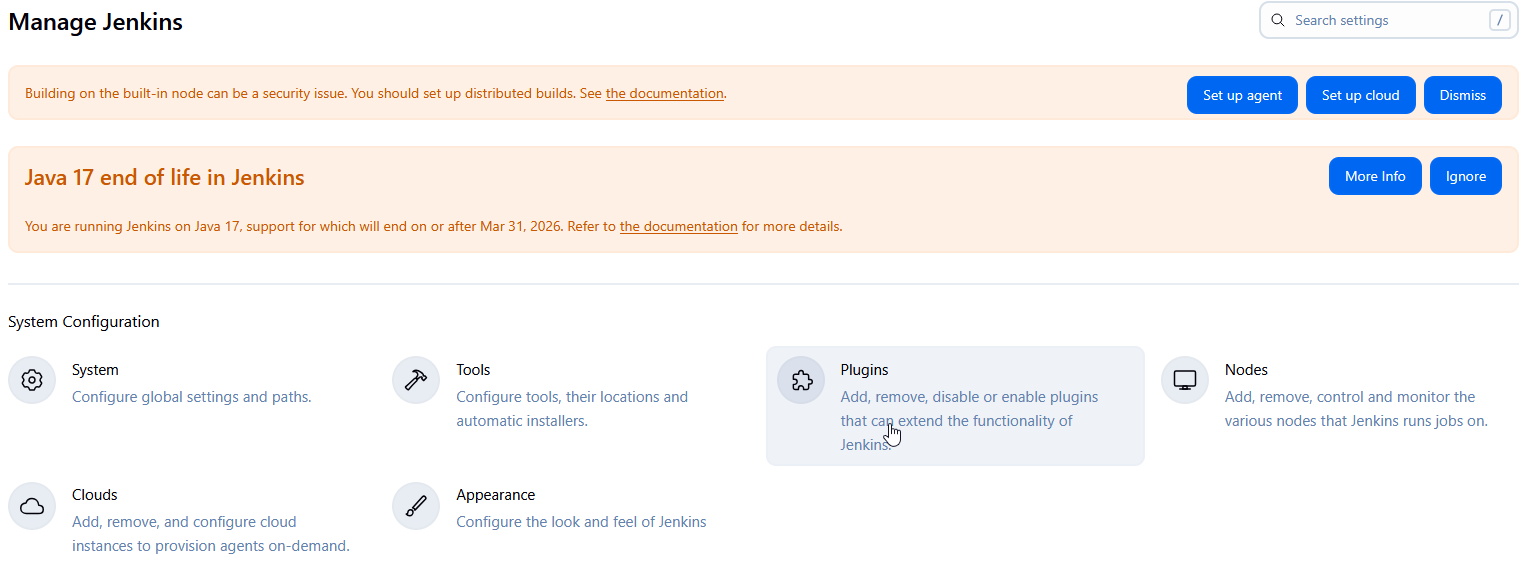 Manage Jenkins
Search settings
/
Building on the built-in node can be a security issue. You should set up distributed builds. See the documentation.
Set up agent
Set up cloud
Dismiss
Java 17 end of life in Jenkins
More Info
Ignore
You are running Jenkins on Java 17, support for which will end on or after Mar 31, 2026. Refer to the documentation for more details.
System Configuration
System
Configure global settings and paths.
Tools
Configure tools, their locations and
automatic installers.
Plugins
Add, remove, disable or enable plugins
that can extend the functionality of
Jenkins.
Nodes
Add, remove, control and monitor the
various nodes that Jenkins runs jobs on.
Clouds
Add, remove, and configure cloud
instances to provision agents on-demand.
Appearance
Configure the look and feel of Jenkins